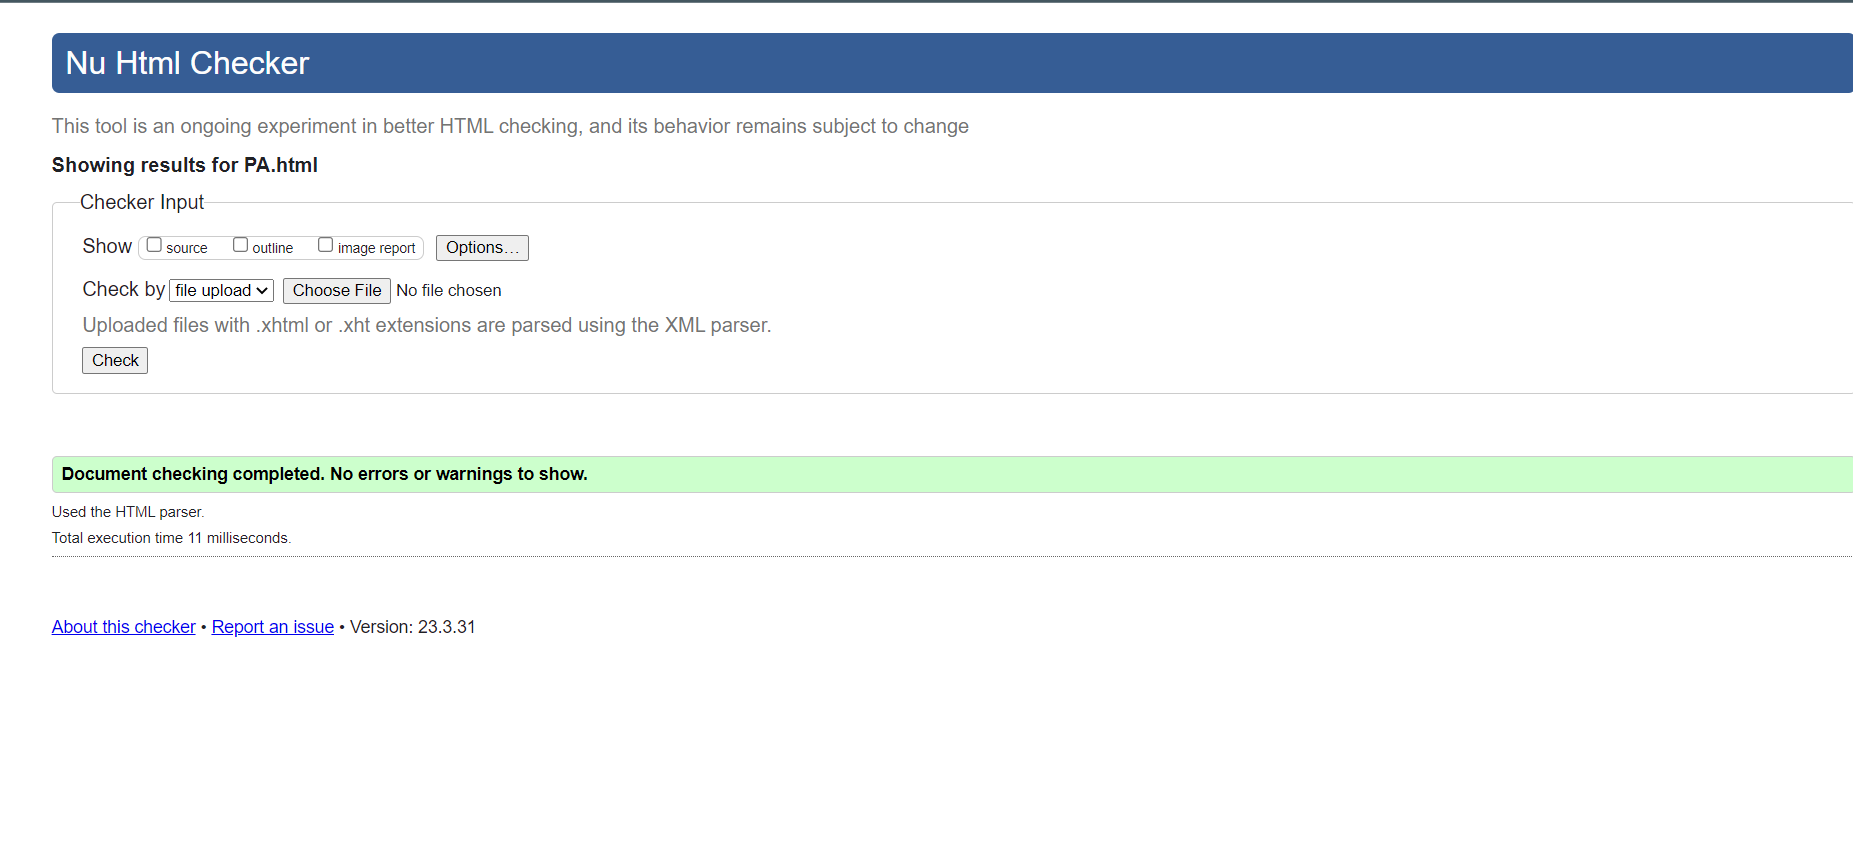 Nu Html Checker
This tool is an ongoing experiment in better HTML checking, and its behavior remains subject to change
Showing results for PA.html
Checker Input
Show source outline image report Options...
Check by file upload Choose File No file chosen
Uploaded files with .xhtml or .xht extensions are parsed using the XML parser.
Check
Document checking completed. No errors or warnings to show.
Used the HTML parser.
Total execution time 11 milliseconds.
About this checker • Report an issue • Version: 23.3.31